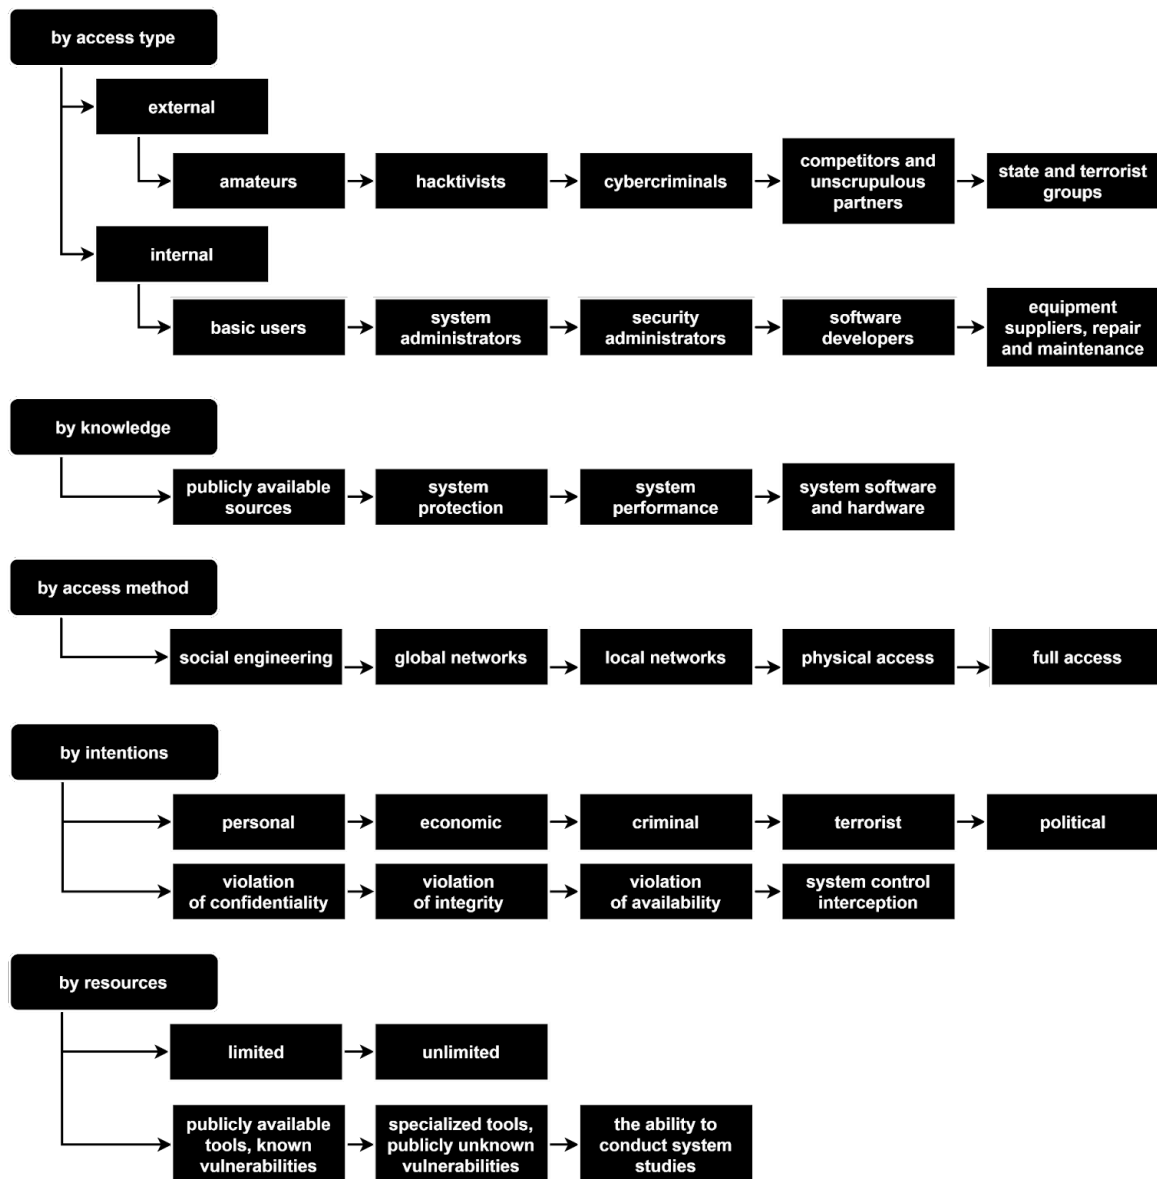 by access type
external
amateurs
hacktivists
cybercriminals
competitors and
unscrupulous
partners
state and terrorist
groups
internal
basic users
system
administrators
security
administrators
software
developers
equipment
suppliers, repair
and maintenance
by knowledge
publicly available
sources
system
protection
system
performance
system software
and hardware
by access method
social engineering
global networks
local networks
physical access
full access
by intentions
personal
economic
criminal
terrorist
political
violation
of confidentiality
violation
of integrity
violation
of availability
system control
interception
by resources
limited
unlimited
publicly available
tools, known
vulnerabilities
specialized tools,
publicly unknown
vulnerabilities
the ability to
conduct system
studies